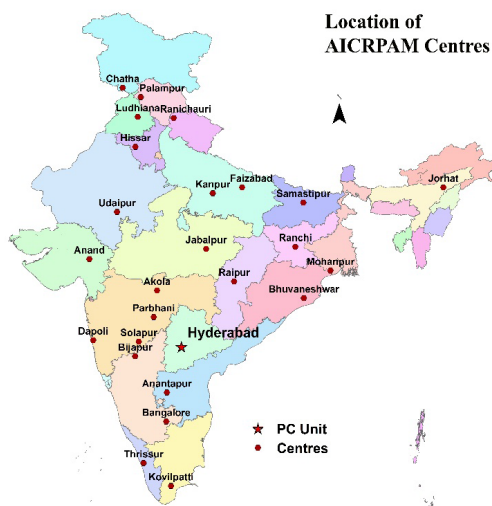 Location of
AICRPAM Centres
Chatha
Palampur
Ludhiana
Ranichauri
Hissar
Kanpur
Faizabad
Samastipur
Jorhat
Udaipur
Anand
Jabalpur
Ranchi
Mohanpur
Akola
Raipur
Bhuvaneshwar
Parbhani
Dapoli
Solapur
Hyderabad
Bijapur
Anantapur
Bangalore
PC Unit
Centres
Thrissur
Kovilpatti